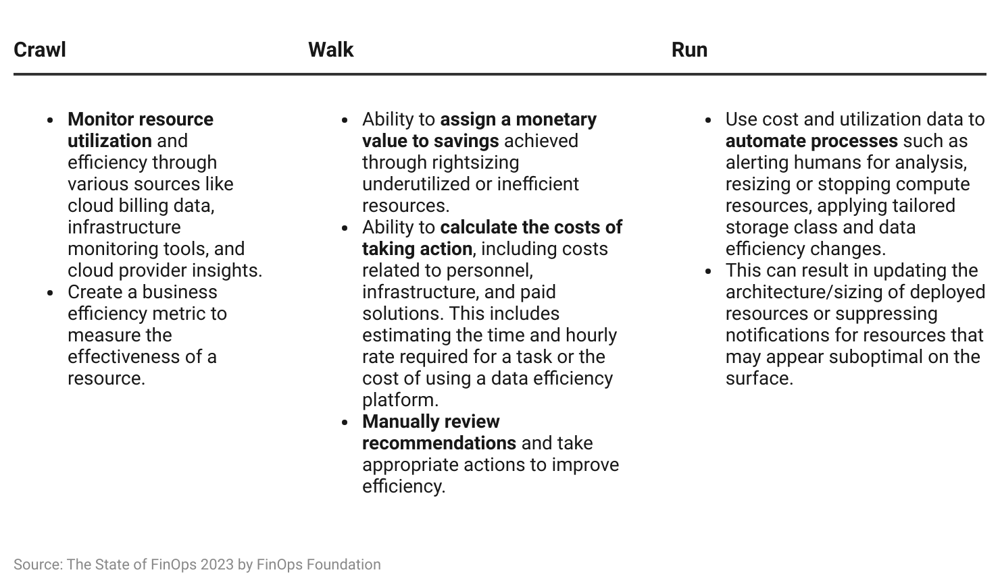 Crawl
Walk
Run
• Monitor resource
utilization and
efficiency through
various sources like
cloud billing data,
infrastructure
monitoring tools, and
cloud provider insights.
• Create a business
efficiency metric to
measure the
effectiveness of a
resource.
• Ability to assign a monetary
value to savings achieved
through rightsizing
underutilized or inefficient
resources.
• Ability to calculate the costs of
taking action, including costs
related to personnel,
infrastructure, and paid
solutions. This includes
estimating the time and hourly
rate required for a task or the
cost of using a data efficiency
platform.
• Manually review
recommendations and take
appropriate actions to improve
efficiency.
• Use cost and utilization data to
automate processes such as
alerting humans for analysis,
resizing or stopping compute
resources, applying tailored
storage class and data
efficiency changes.
• This can result in updating the
architecture/sizing of deployed
resources or suppressing
notifications for resources that
may appear suboptimal on the
surface.
Source: The State of FinOps 2023 by FinOps Foundation